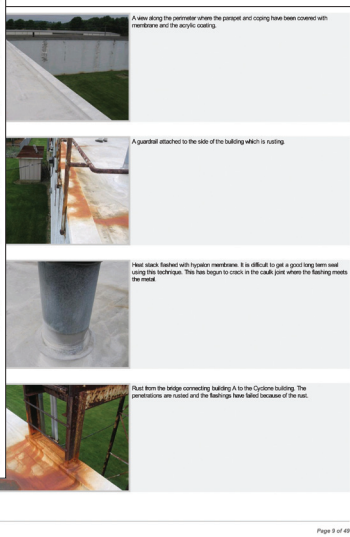 A view along the perimeter where the parapet and coping have been covered with
membrane and the acrylic coating.
A guardrail attached to the side of the building which is rusting.
Heat stack flashed with hypalon membrane. It is difficult to get a good long term seal
using this technique. This has begun to crack in the caulk joint where the flashing meets
the metal.
Rust from the bridge connecting building A to the Cyclone building. The
penetrations are rusted and the flashings have failed because of the rust.
Page 9 of 49